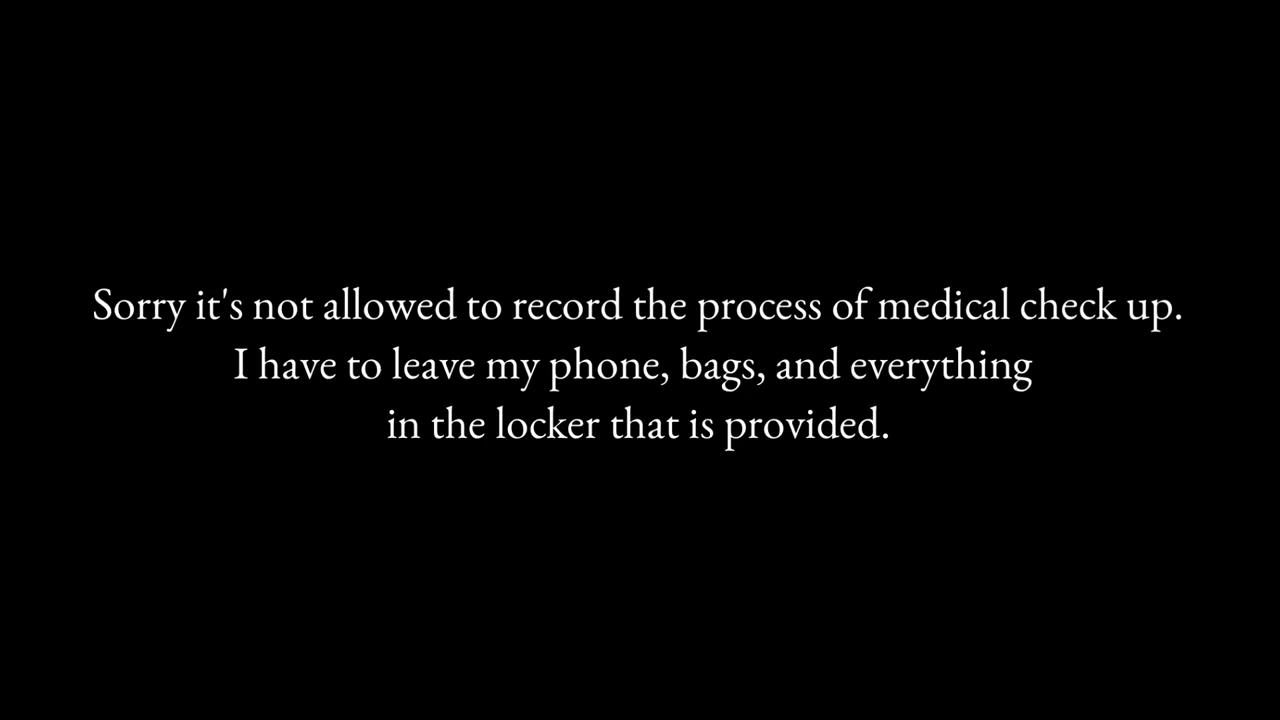 Sorry it's not allowed to record the process of medical check up.
I have to leave my phone, bags, and everything
in the locker that is provided.